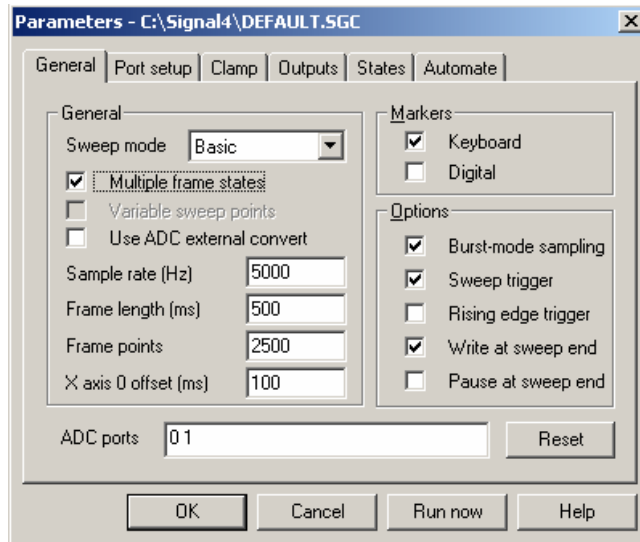 Parameters - C:\Signal4\DEFAULT.SGC
General Port setup Clamp Outputs States Automate
General
Sweep mode Basic
Multiple frame states
Variable sweep points
Use ADC external convert
Sample rate (Hz) 5000
Frame length (ms) 500
Frame points 2500
X axis 0 offset (ms) 100
Markers
Keyboard
Digital
Options
Burst-mode sampling
Sweep trigger
Rising edge trigger
Write at sweep end
Pause at sweep end
ADC ports 0 1 Reset
OK Cancel Run now Help